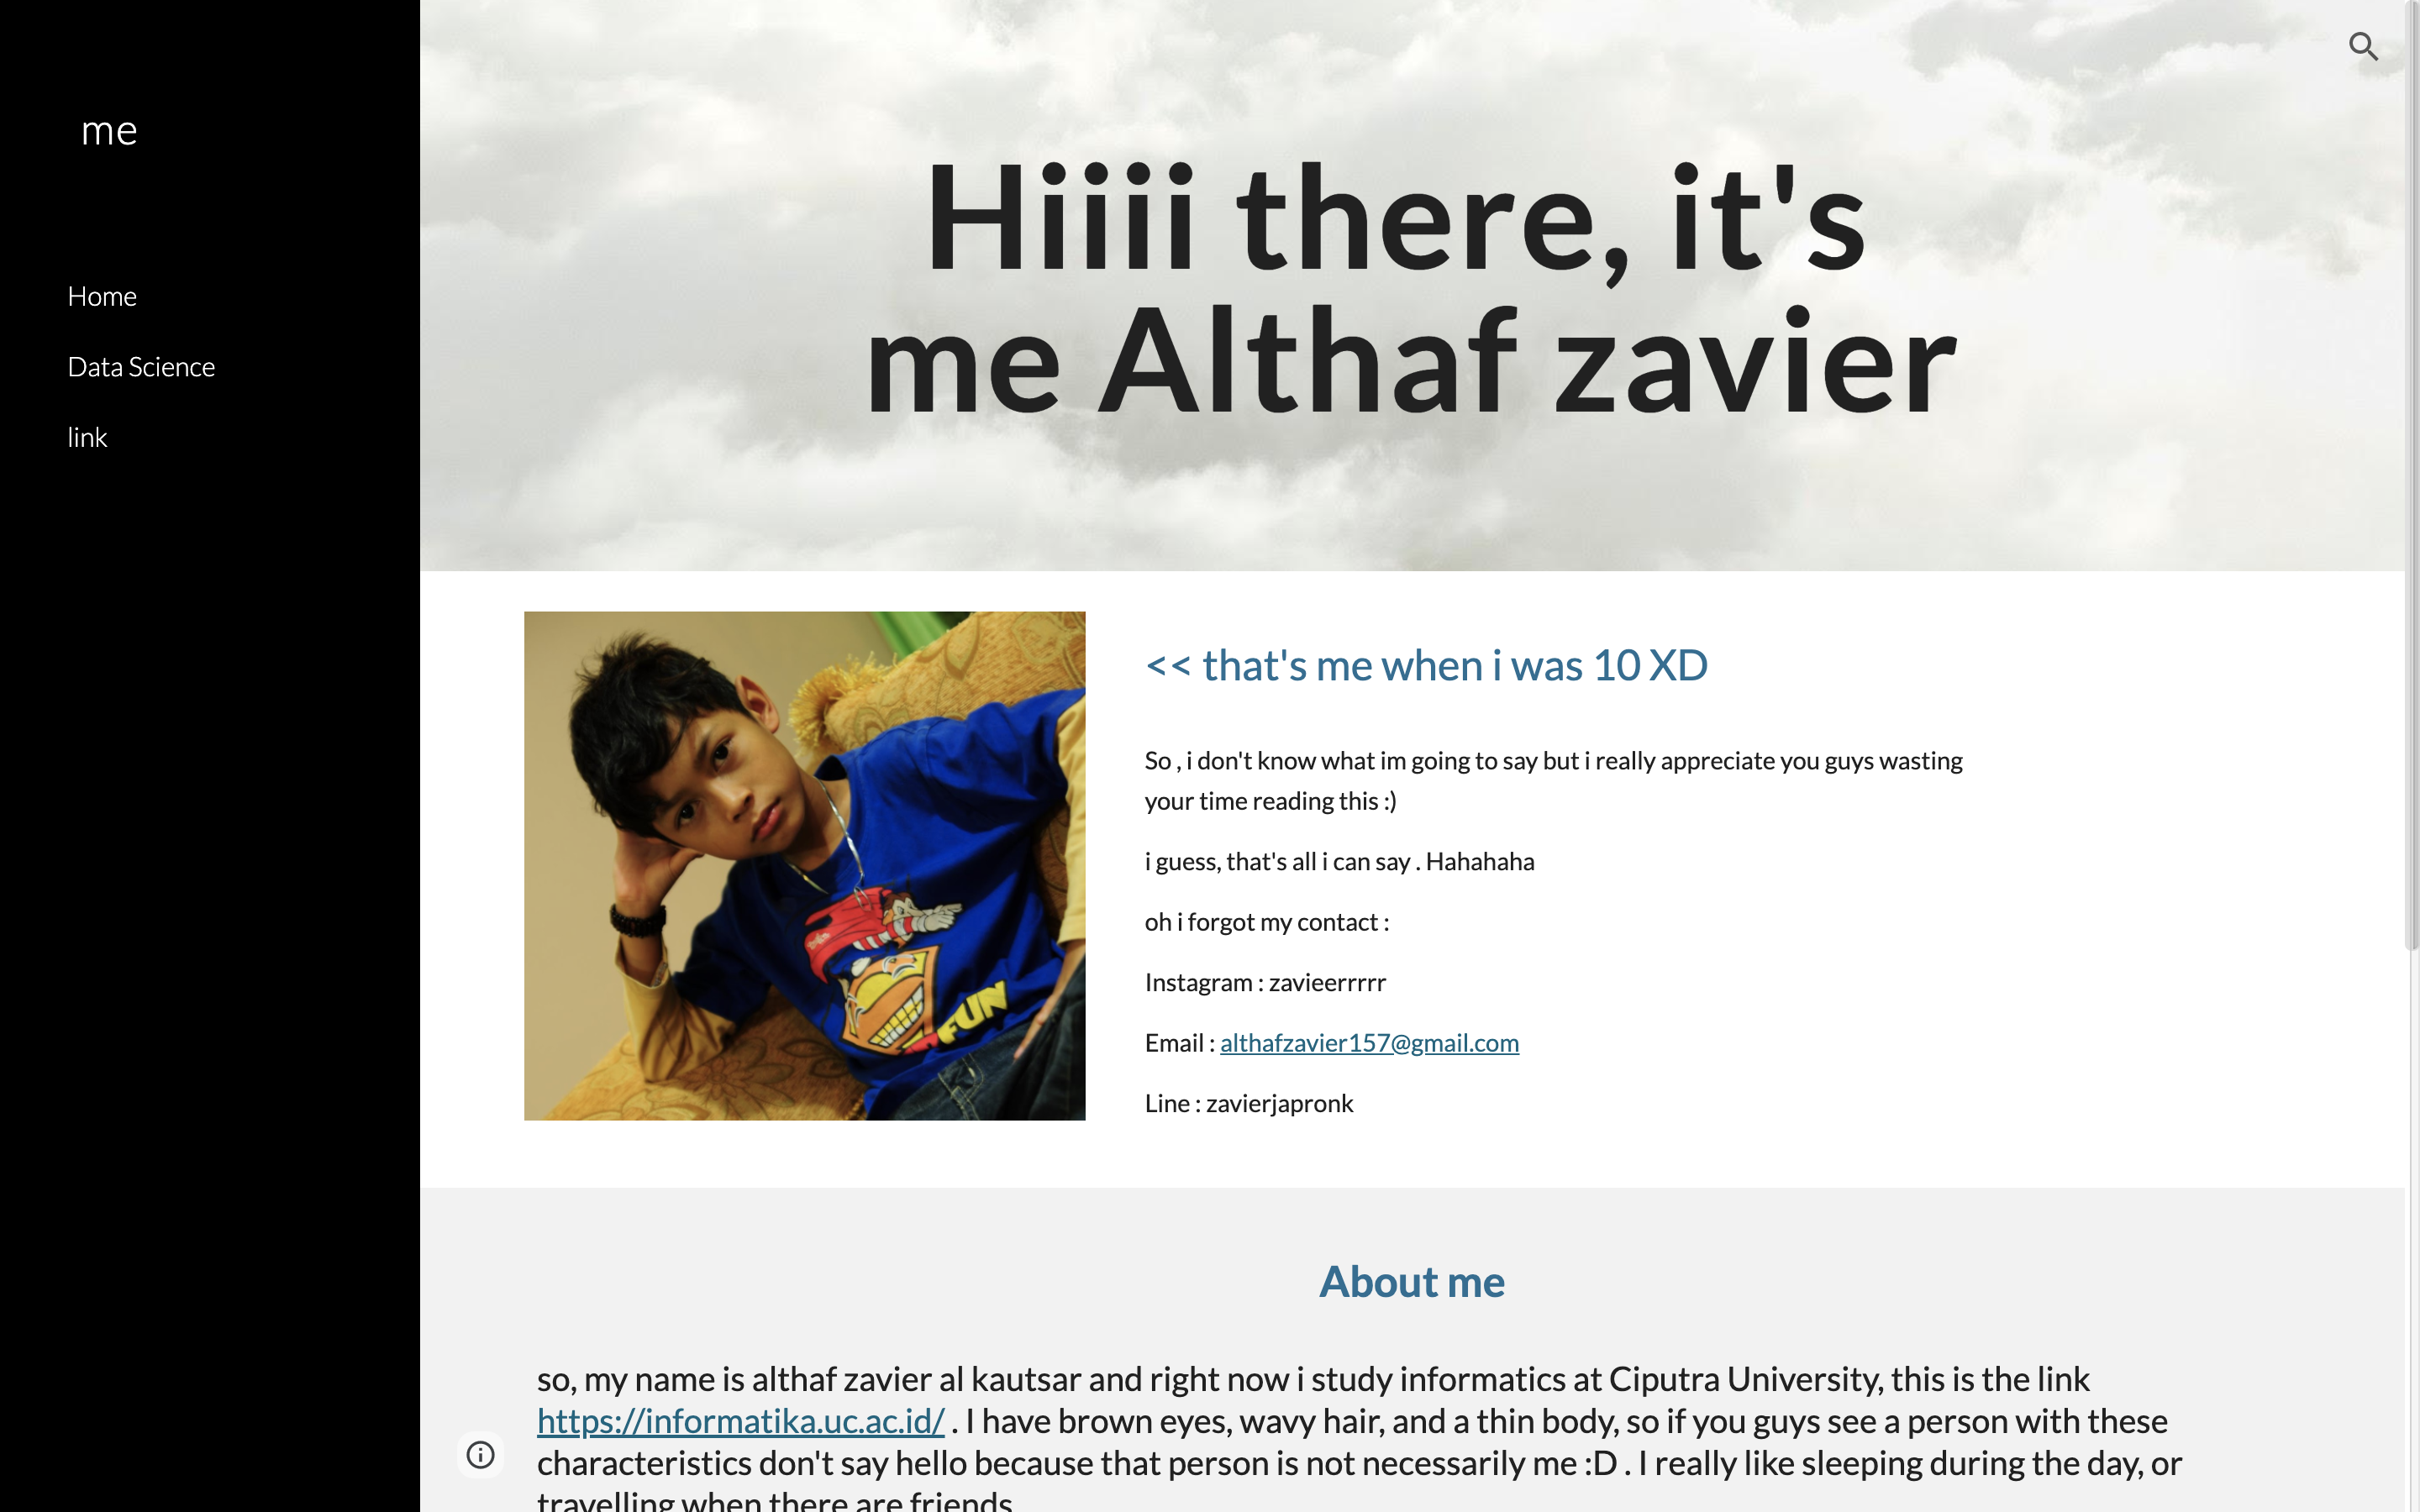 me
Home
Data Science
link
Hiiii there, it's
me Althaf zavier
<< that's me when i was 10 XD
So , i don't know what im going to say but i really appreciate you guys wasting
your time reading this :)
i guess, that's all i can say . Hahahaha
oh i forgot my contact :
Instagram : zavieerrrrr
Email : althafzavier157@gmail.com
Line : zavierjapronk
FUN
About me
so, my name is althaf zavier al kautsar and right now i study informatics at Ciputra University, this is the link
https://informatika.uc.ac.id/ . I have brown eyes, wavy hair, and a thin body, so if you guys see a person with these
characteristics don't say hello because that person is not necessarily me :D . I really like sleeping during the day, or
travelling when there are friends